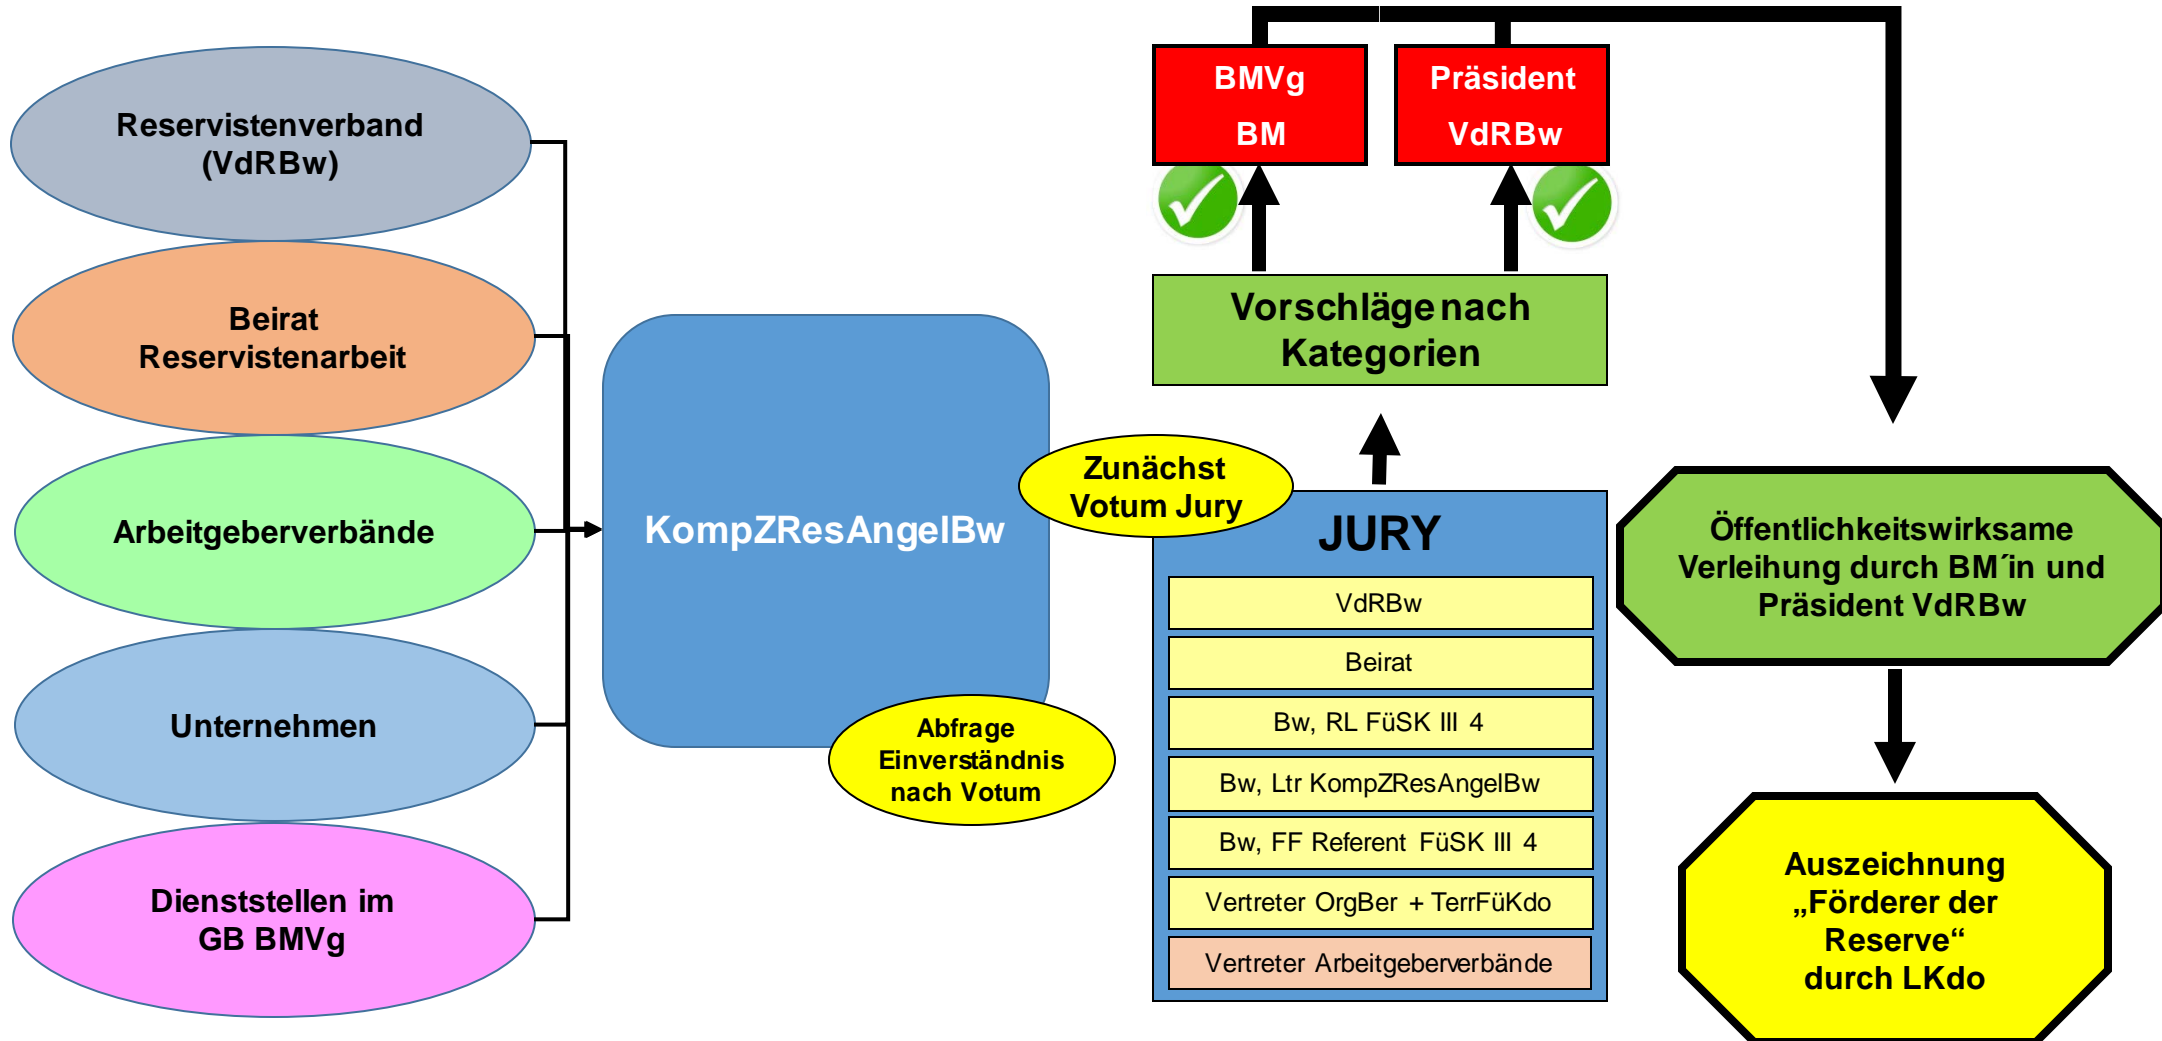 Reservistenverband
(VdRBw)
Beirat
Reservistenarbeit
Arbeitgeberverbände
Unternehmen
Dienststellen im
GB BMVg
KompZResAngelBw
Zunächst
Votum Jury
Abfrage
Einverständnis
nach Votum
BMVg
BM
Präsident
VdRBw
Vorschläge nach
Kategorien
JURY
VdRBw
Beirat
Bw, RL FüSK III 4
Bw, Ltr KompZResAngelBw
Bw, FF Referent FüSK III 4
Vertreter OrgBer + TerrFüKdo
Vertreter Arbeitgeberverbände
Öffentlichkeitswirksame
Verleihung durch BM´in und
Präsident VdRBw
Auszeichnung
„Förderer der
Reserve“
durch LKdo